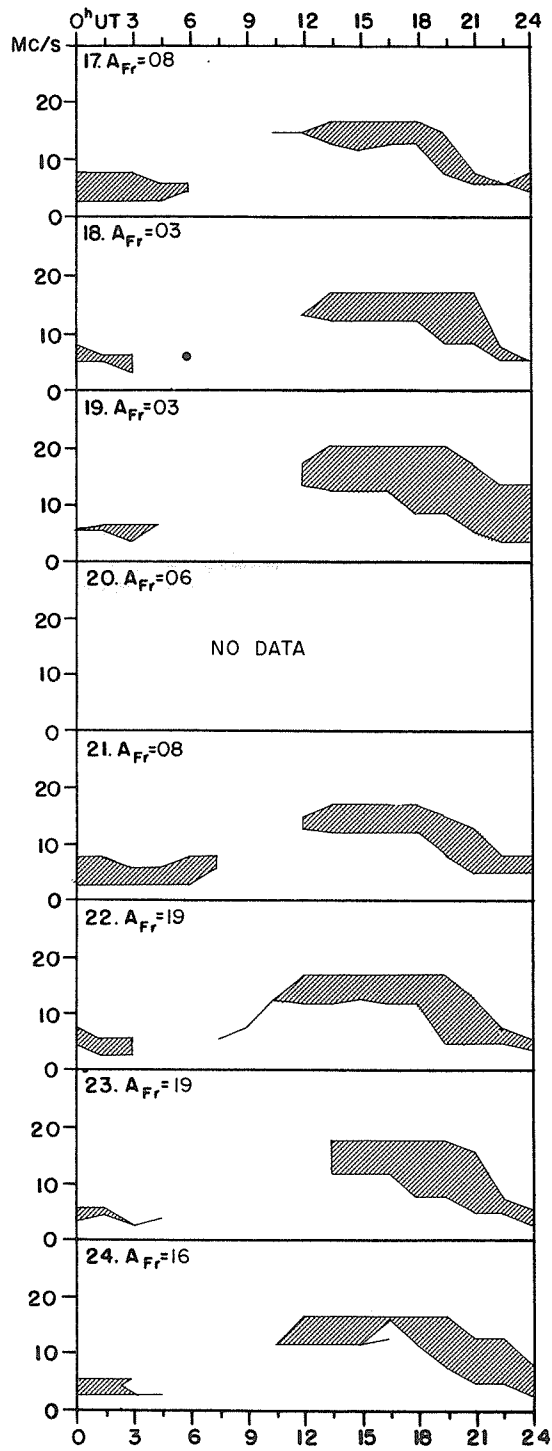 0ʰ UT 3 6 9 12 15 18 21 24
Mc/s
17. A_Fr=08
20
10
0
18. A_Fr=03
20
10
0
19. A_Fr=03
20
10
0
20. A_Fr=06
20
NO DATA
10
0
21. A_Fr=08
20
10
0
22. A_Fr=19
20
10
0
23. A_Fr=19
20
10
0
24. A_Fr=16
20
10
0
0 3 6 9 12 15 18 21 24